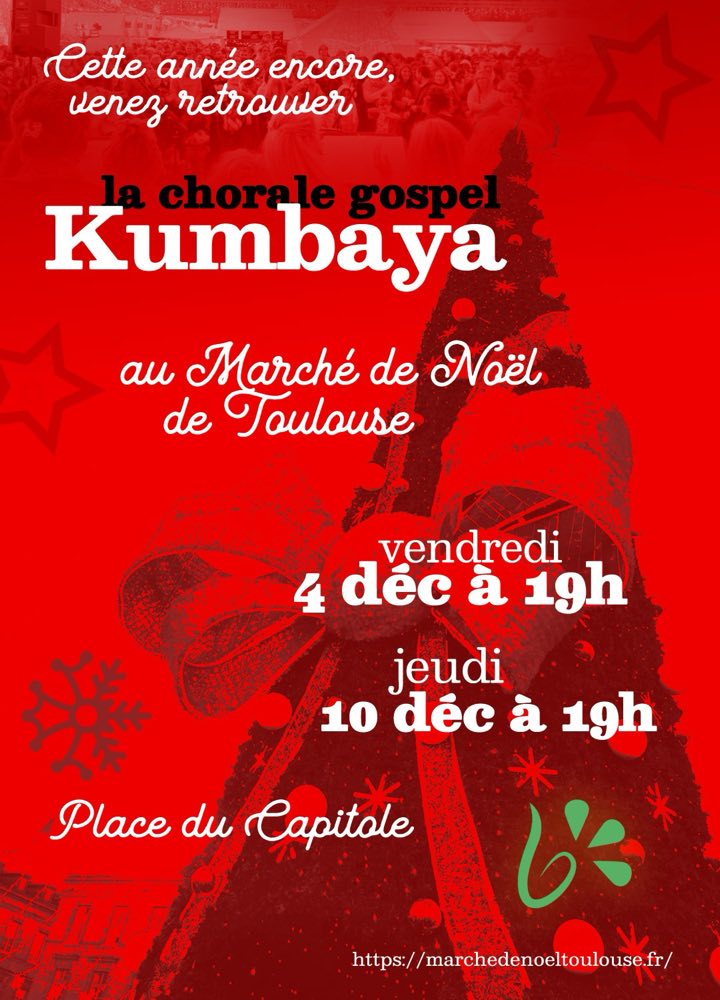 Cette année encore,
venez retrouver
la chorale gospel
Kumbaya
au Marché de Noël
de Toulouse
vendredi
4 déc à 19h
jeudi
10 déc à 19h
Place du Capitole
https://marchedenoeltoulouse.fr/